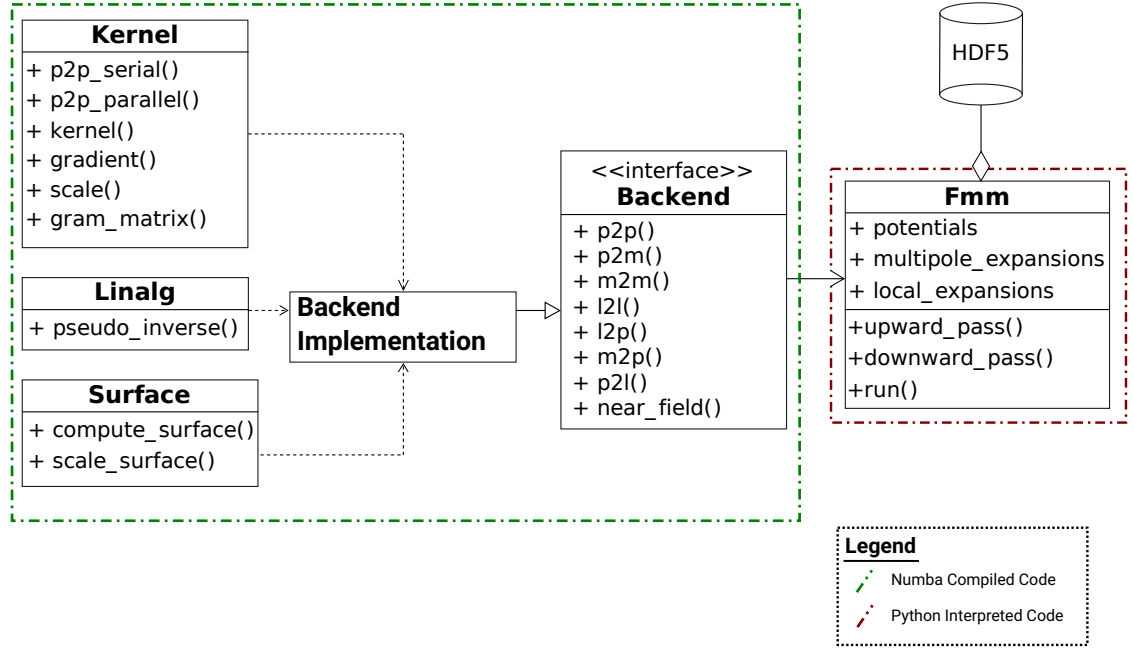 Kernel
+ p2p_serial()
+ p2p_parallel()
+ kernel()
+ gradient()
+ scale()
+ gram_matrix()
Linalg
+ pseudo_inverse()
Surface
+ compute_surface()
+ scale_surface()
Backend
Implementation
<<interface>>
Backend
+ p2p()
+ p2m()
+ m2m()
+ l2l()
+ l2p()
+ m2p()
+ p2l()
+ near_field()
HDF5
Fmm
+ potentials
+ multipole_expansions
+ local_expansions
+upward_pass()
+downward_pass()
+run()
Legend
Numba Compiled Code
Python Interpreted Code